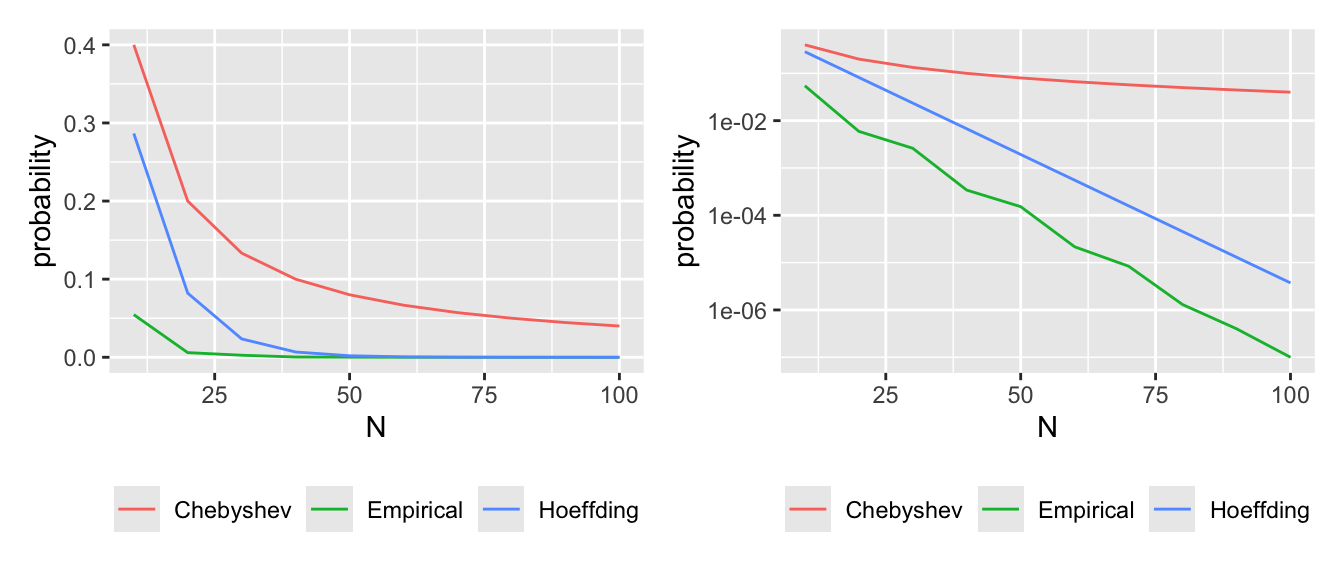 probability
0.4
0.3
0.2
0.1
0.0
25 50 75 100
N
Chebyshev Empirical Hoeffding
probability
1e-02
1e-04
1e-06
25 50 75 100
N
Chebyshev Empirical Hoeffding